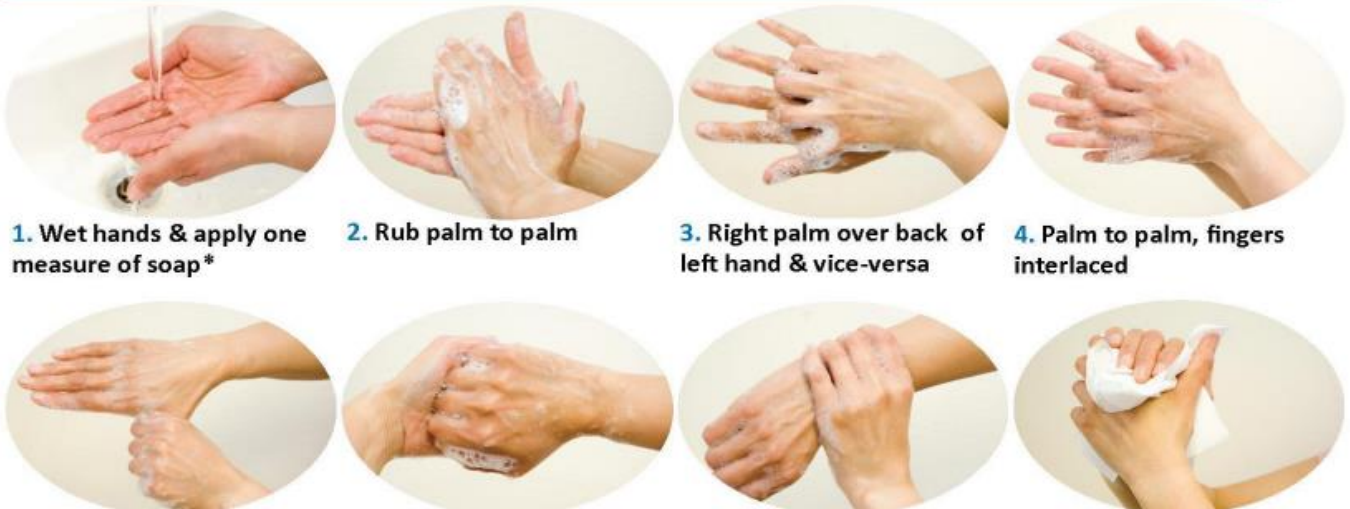 1. Wet hands & apply one
measure of soap*
2. Rub palm to palm
3. Right palm over back of
left hand & vice-versa
4. Palm to palm, fingers
interlaced